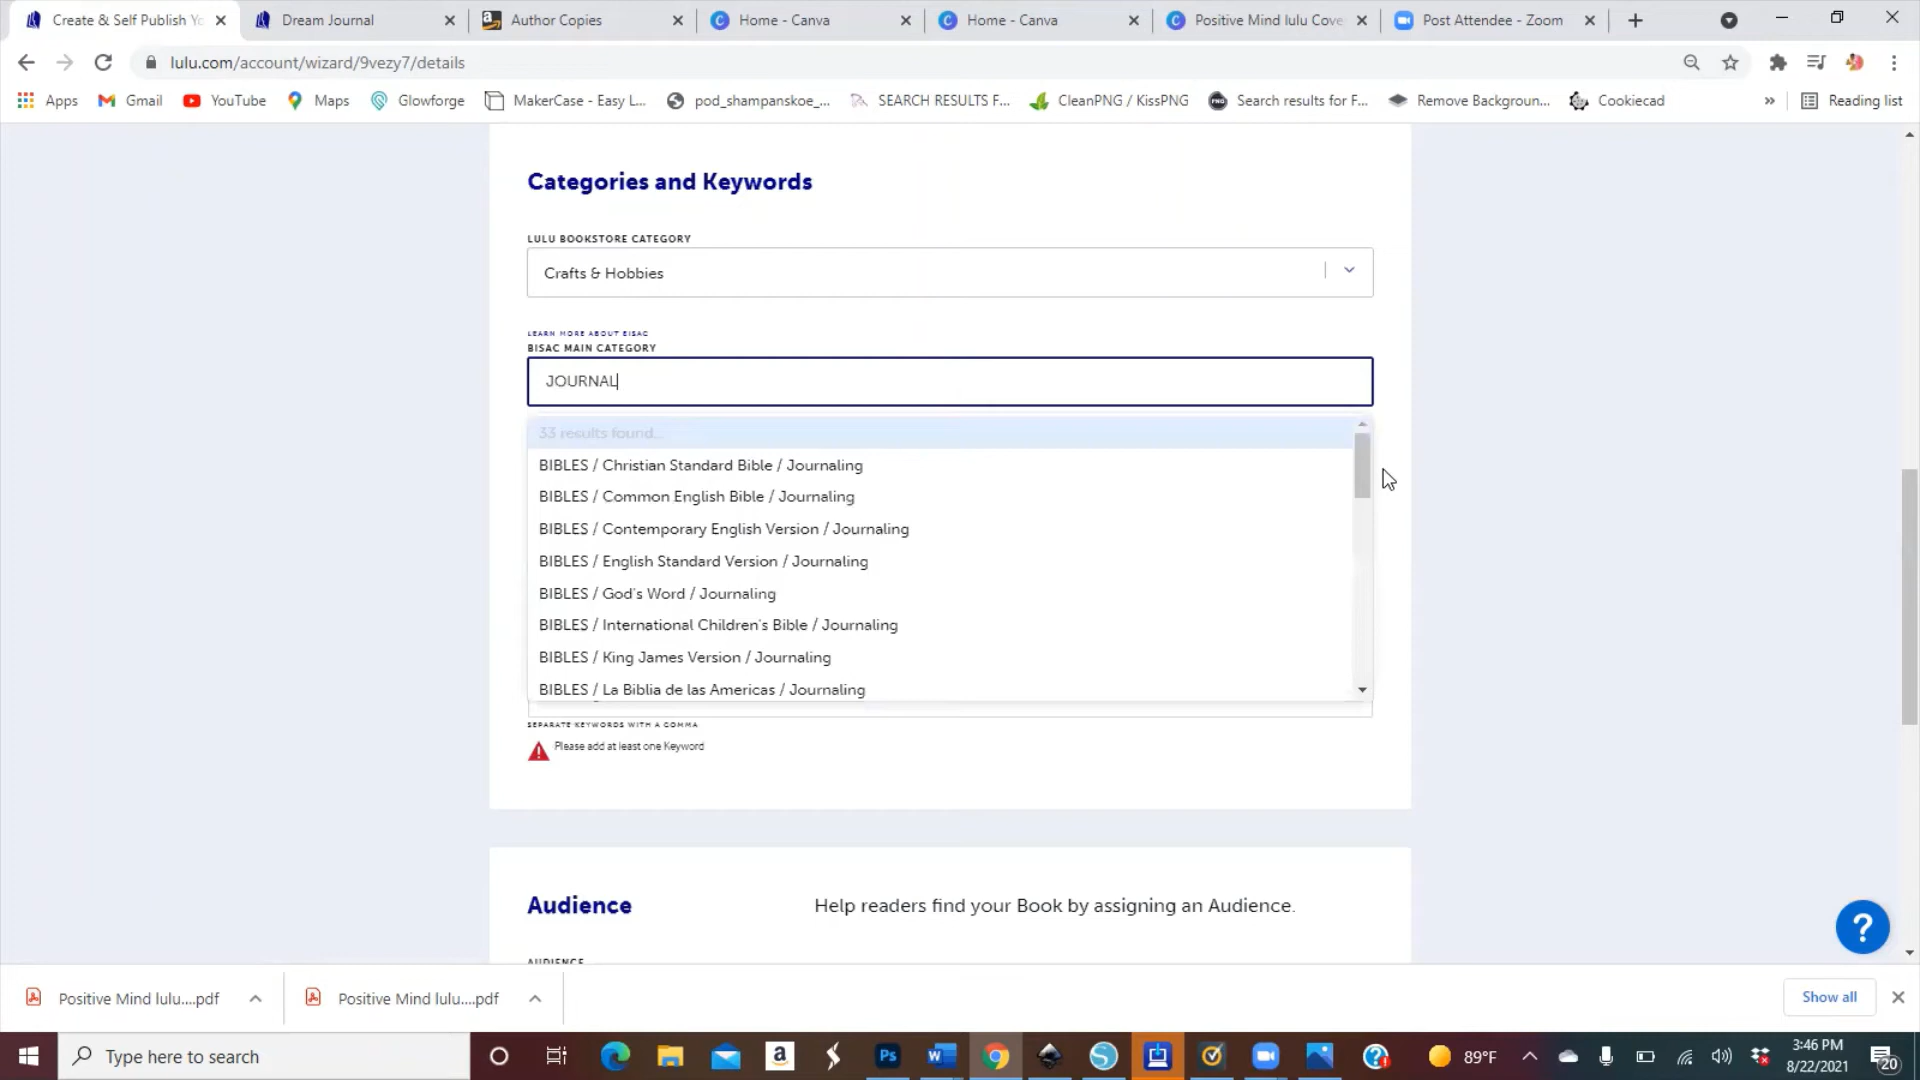 Create & Self Publish Yo
Dream Journal
Author Copies
Home - Canva
Home - Canva
Positive Mind lulu Cove
Post Attendee - Zoom
lulu.com/account/wizard/9vezy7/details
Apps
Gmail
YouTube
Maps
Glowforge
MakerCase - Easy L...
pod_shampanskoe_...
SEARCH RESULTS F...
CleanPNG / KissPNG
Search results for F...
Remove Backgroun...
Cookiecad
»
Reading list
Categories and Keywords
LULU BOOKSTORE CATEGORY
Crafts & Hobbies
LEARN MORE ABOUT BISAC
BISAC MAIN CATEGORY
JOURNAL
33 results found...
BIBLES / Christian Standard Bible / Journaling
BIBLES / Common English Bible / Journaling
BIBLES / Contemporary English Version / Journaling
BIBLES / English Standard Version / Journaling
BIBLES / God's Word / Journaling
BIBLES / International Children's Bible / Journaling
BIBLES / King James Version / Journaling
BIBLES / La Biblia de las Americas / Journaling
SEPARATE KEYWORDS WITH A COMMA
Please add at least one Keyword
Audience
Help readers find your Book by assigning an Audience.
AUDIENCE
?
Positive Mind lulu....pdf
Positive Mind lulu....pdf
Show all
Type here to search
Ps
89°F
3:46 PM
8/22/2021
20